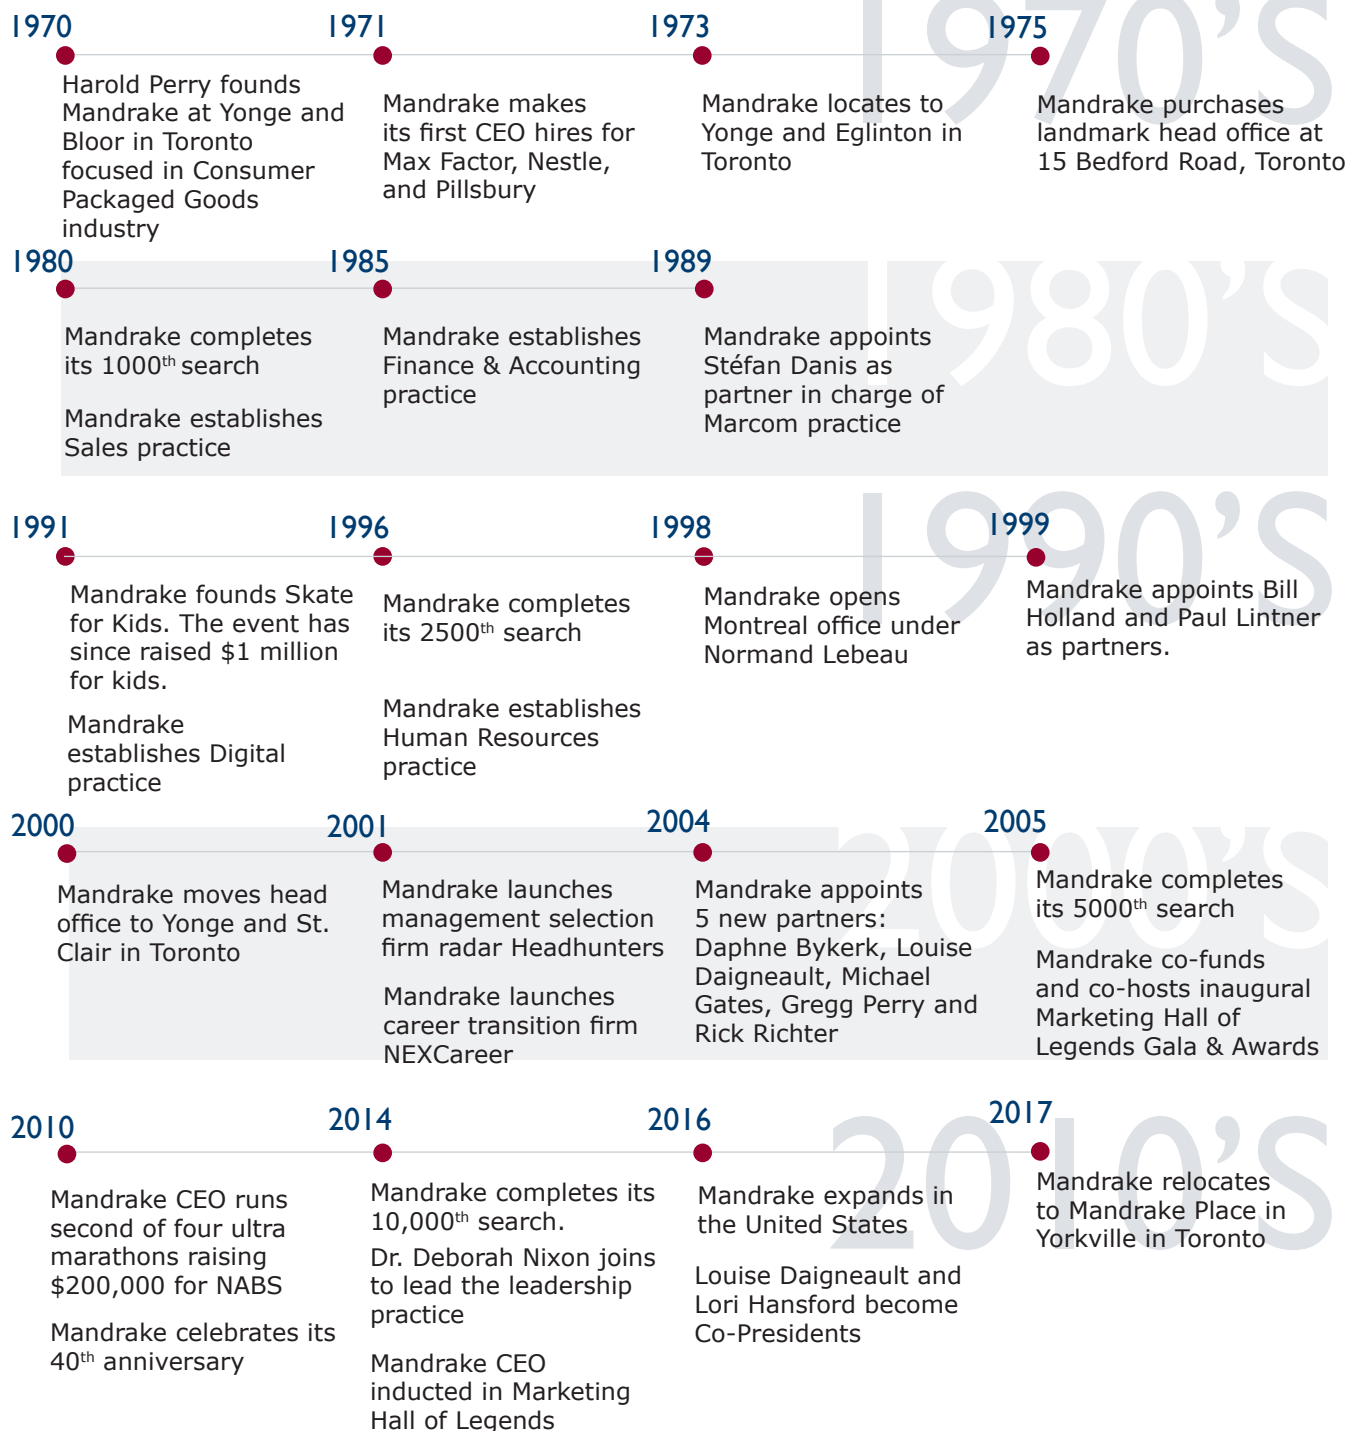 1970'S
1970
Harold Perry founds
Mandrake at Yonge and
Bloor in Toronto
focused in Consumer
Packaged Goods
industry
1971
Mandrake makes
its first CEO hires for
Max Factor, Nestle,
and Pillsbury
1973
Mandrake locates to
Yonge and Eglinton in
Toronto
1975
Mandrake purchases
landmark head office at
15 Bedford Road, Toronto
1980'S
1980
Mandrake completes
its 1000th search
Mandrake establishes
Sales practice
1985
Mandrake establishes
Finance & Accounting
practice
1989
Mandrake appoints
Stéfan Danis as
partner in charge of
Marcom practice
1990'S
1991
Mandrake founds Skate
for Kids. The event has
since raised $1 million
for kids.
Mandrake
establishes Digital
practice
1996
Mandrake completes
its 2500th search
Mandrake establishes
Human Resources
practice
1998
Mandrake opens
Montreal office under
Normand Lebeau
1999
Mandrake appoints Bill
Holland and Paul Lintner
as partners.
2000'S
2000
Mandrake moves head
office to Yonge and St.
Clair in Toronto
2001
Mandrake launches
management selection
firm radar Headhunters
Mandrake launches
career transition firm
NEXCareer
2004
Mandrake appoints
5 new partners:
Daphne Bykerk, Louise
Daigneault, Michael
Gates, Gregg Perry and
Rick Richter
2005
Mandrake completes
its 5000th search
Mandrake co-funds
and co-hosts inaugural
Marketing Hall of
Legends Gala & Awards
2010'S
2010
Mandrake CEO runs
second of four ultra
marathons raising
$200,000 for NABS
Mandrake celebrates its
40th anniversary
2014
Mandrake completes its
10,000th search.
Dr. Deborah Nixon joins
to lead the leadership
practice
Mandrake CEO
inducted in Marketing
Hall of Legends
2016
Mandrake expands in
the United States
Louise Daigneault and
Lori Hansford become
Co-Presidents
2017
Mandrake relocates
to Mandrake Place in
Yorkville in Toronto